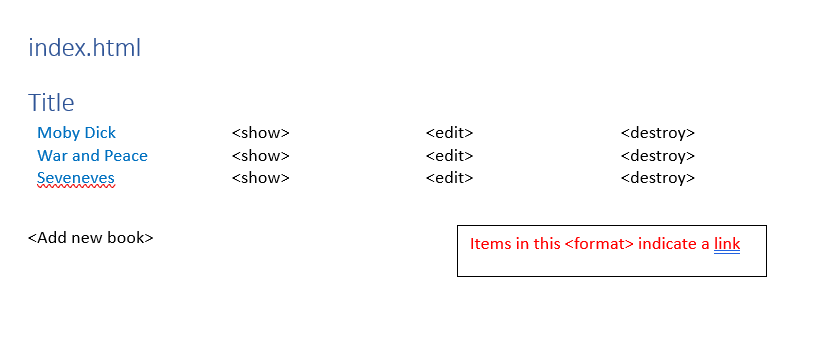 index.html
Title
Moby Dick <show> <edit> <destroy>
War and Peace <show> <edit> <destroy>
Seveneves <show> <edit> <destroy>
<Add new book>
Items in this <format> indicate a link